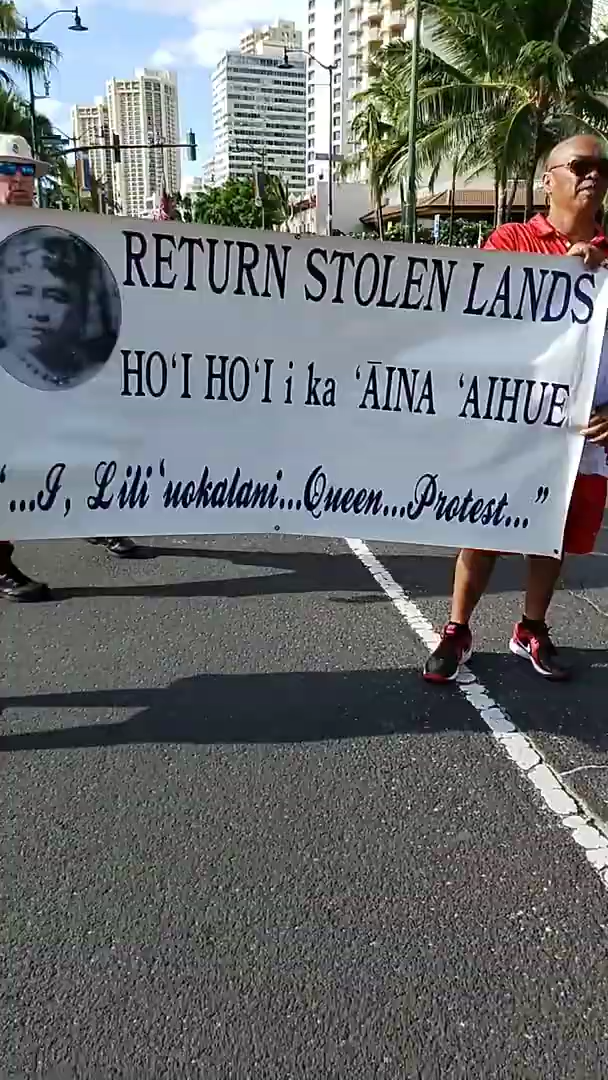 RETURN STOLEN LANDS
HOʻI HOʻI i ka ʻĀINA ʻAIHUE
“...I, Liliʻuokalani...Queen...Protest...”